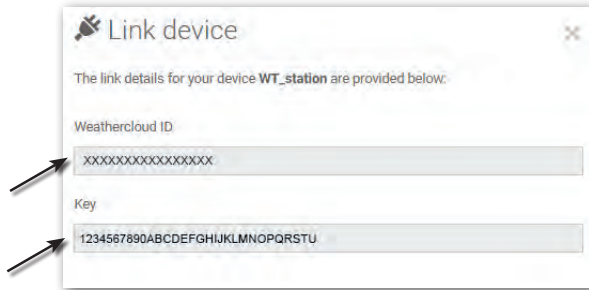 Link device
The link details for your device WT_station are provided below:
Weathercloud ID
XXXXXXXXXXXXXXXX
Key
1234567890ABCDEFGHIJKLMNOPQRSTU